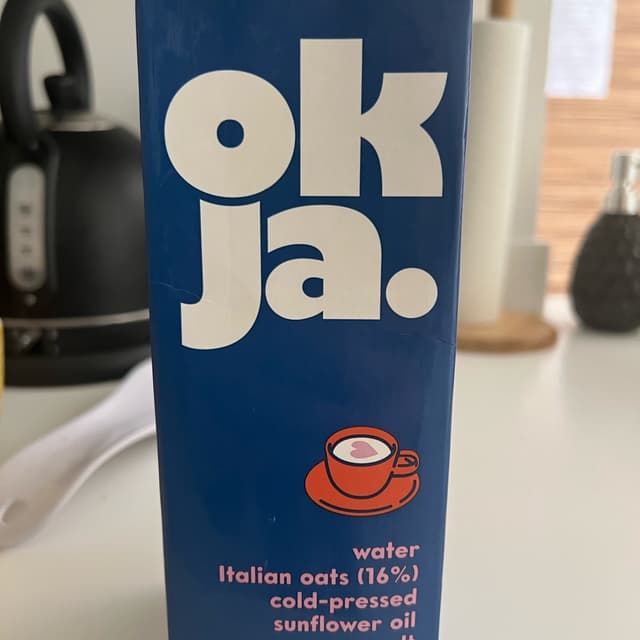 ok
ja.
water
Italian oats (16%)
cold-pressed
sunflower oil